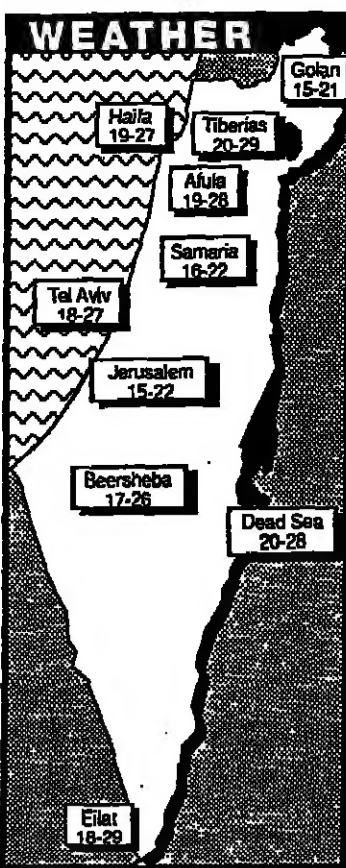 WEATHER
Golan
15-21
Haifa
19-27
Tiberias
20-29
Afula
19-28
Samaria
16-22
Tel Aviv
18-27
Jerusalem
15-22
Beersheba
17-26
Dead Sea
20-28
Eilat
18-29